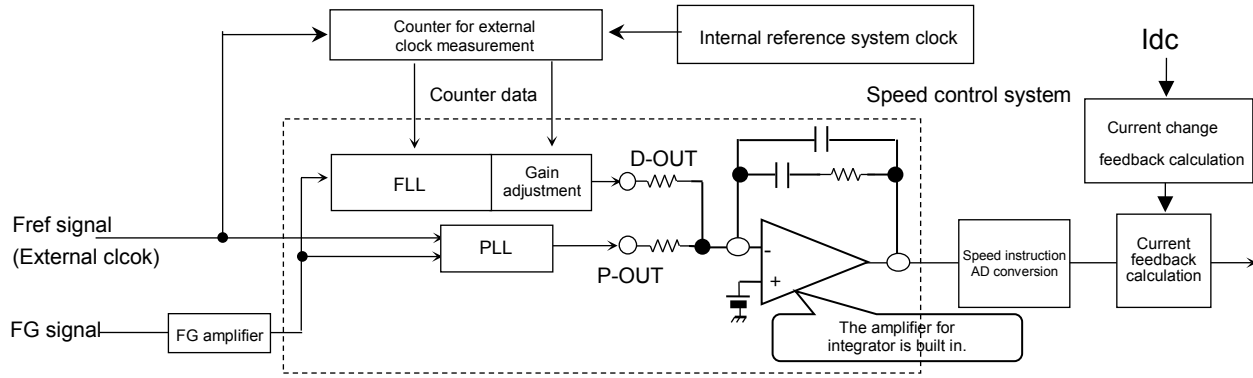 Counter for external
clock measurement
Internal reference system clock
Idc
Counter data
Speed control system
Current change
feedback calculation
FLL
Gain
adjustment
D-OUT
Fref signal
(External clcok)
PLL
P-OUT
-
+
Speed instruction
AD conversion
Current
feedback
calculation
FG signal
FG amplifier
The amplifier for
integrator is built in.